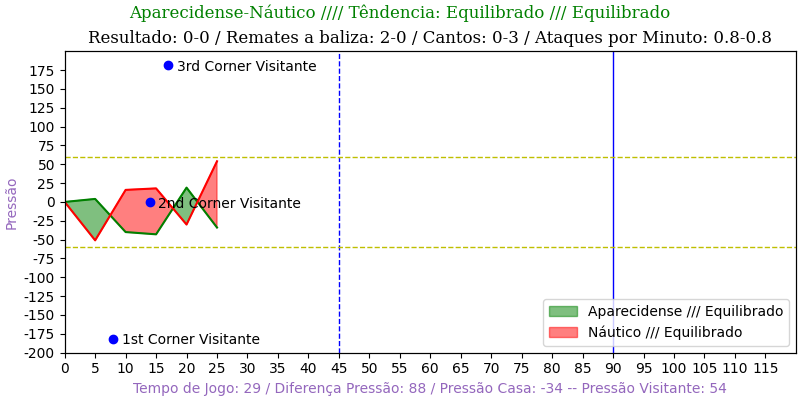 Aparecidense-Náutico //// Têndencia: Equilibrado /// Equilibrado
Resultado: 0-0 / Remates a baliza: 2-0 / Cantos: 0-3 / Ataques por Minuto: 0.8-0.8
Pressão
175
150
125
100
75
50
25
0
-25
-50
-75
-100
-125
-150
-175
-200
3rd Corner Visitante
2nd Corner Visitante
1st Corner Visitante
Aparecidense /// Equilibrado
Náutico /// Equilibrado
0 5 10 15 20 25 30 35 40 45 50 55 60 65 70 75 80 85 90 95 100 105 110 115
Tempo de Jogo: 29 / Diferença Pressão: 88 / Pressão Casa: -34 -- Pressão Visitante: 54